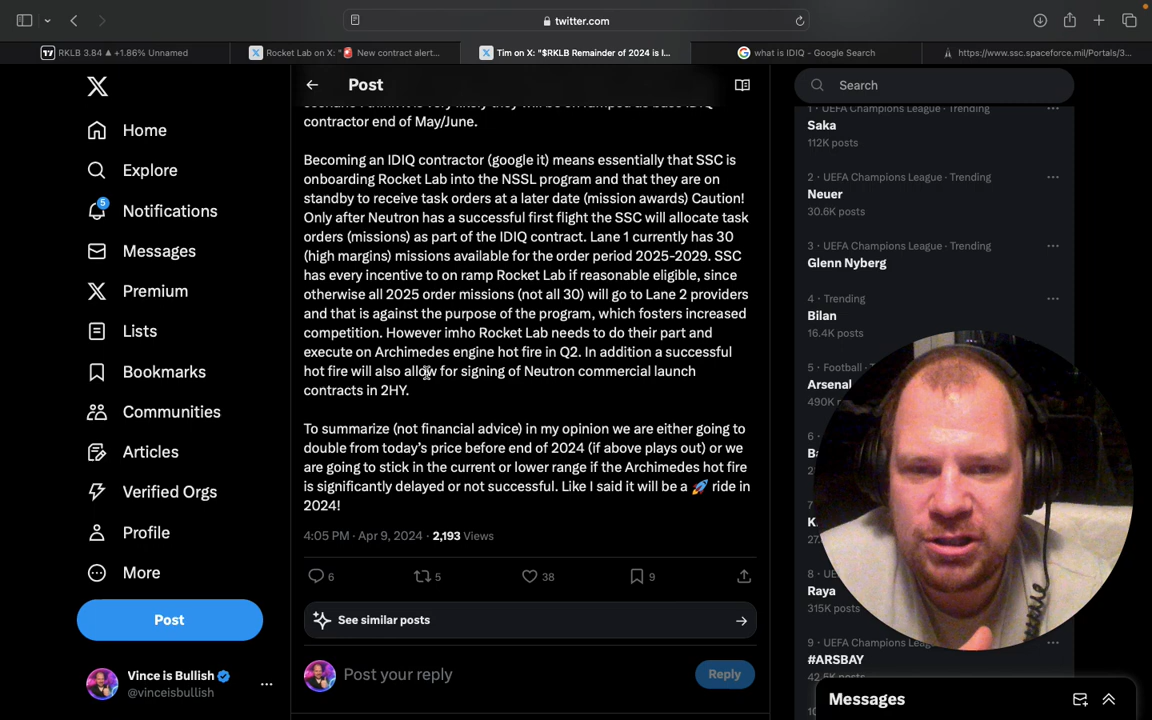 twitter.com
RKLB 3.84 ▲ +1.86% Unnamed
Rocket Lab on X: "🚨 New contract alert...
Tim on X: "$RKLB Remainder of 2024 is l...
what is IDIQ - Google Search
https://www.ssc.spaceforce.mil/Portals/3...
Home
Explore
5
Notifications
Messages
Premium
Lists
Bookmarks
Communities
Articles
Verified Orgs
Profile
More
Post
Vince is Bullish
@vinceisbullish
Post
contractor end of May/June.
Becoming an IDIQ contractor (google it) means essentially that SSC is
onboarding Rocket Lab into the NSSL program and that they are on
standby to receive task orders at a later date (mission awards) Caution!
Only after Neutron has a successful first flight the SSC will allocate task
orders (missions) as part of the IDIQ contract. Lane 1 currently has 30
(high margins) missions available for the order period 2025-2029. SSC
has every incentive to on ramp Rocket Lab if reasonable eligible, since
otherwise all 2025 order missions (not all 30) will go to Lane 2 providers
and that is against the purpose of the program, which fosters increased
competition. However imho Rocket Lab needs to do their part and
execute on Archimedes engine hot fire in Q2. In addition a successful
hot fire will also allow for signing of Neutron commercial launch
contracts in 2HY.
To summarize (not financial advice) in my opinion we are either going to
double from today's price before end of 2024 (if above plays out) or we
are going to stick in the current or lower range if the Archimedes hot fire
is significantly delayed or not successful. Like I said it will be a 🚀 ride in
2024!
4:05 PM · Apr 9, 2024 · 2,193 Views
6 5 38 9
See similar posts
Post your reply
Reply
Search
1 · UEFA Champions League · Trending
Saka
112K posts
2 · UEFA Champions League · Trending
Neuer
30.6K posts
3 · UEFA Champions League · Trending
Glenn Nyberg
4 · Trending
Bilan
16.4K posts
5 · Football ·
Arsenal
490K
6 ·
7 ·
K.
8 · UE
Raya
315K posts
9 · UEFA Champions Leag
#ARSBAY
42.5K
Messages